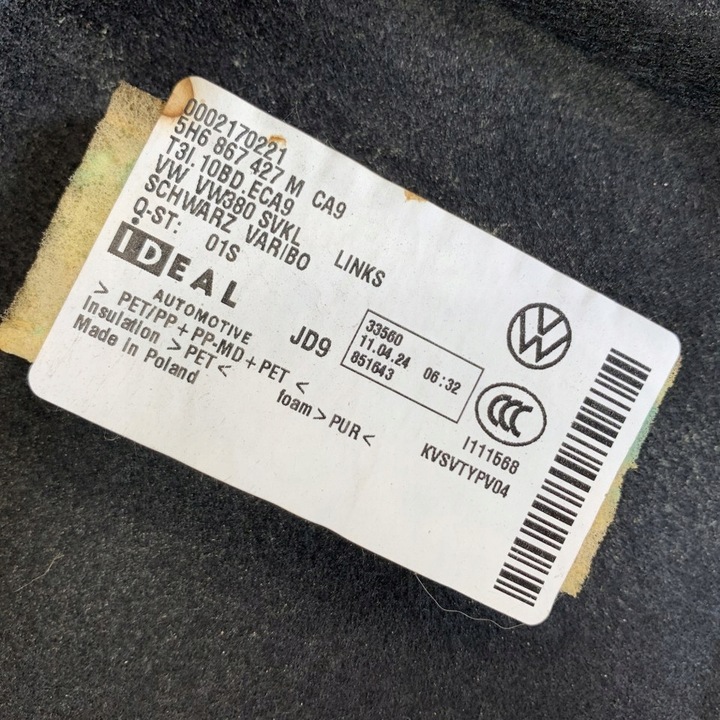 0002170221
5H6 867 427 M CA9
T3I. 10BD. ECA9
VW VW380 SVKL LINKS
SCHWARZ VARIBO
Q-ST: 01S
IDEAL
AUTOMOTIVE
JD9
33560
11.04.24 06:32
851643
> PET/PP + PP-MD + PET <
Insulation > PET < foam > PUR <
Made in Poland
VW
CCC
I111568
KVSVTYPV04